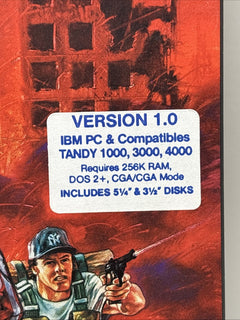 VERSION 1.0
IBM PC & Compatibles
TANDY 1000, 3000, 4000
Requires 256K RAM,
DOS 2+, CGA/CGA Mode
INCLUDES 5¼" & 3½" DISKS